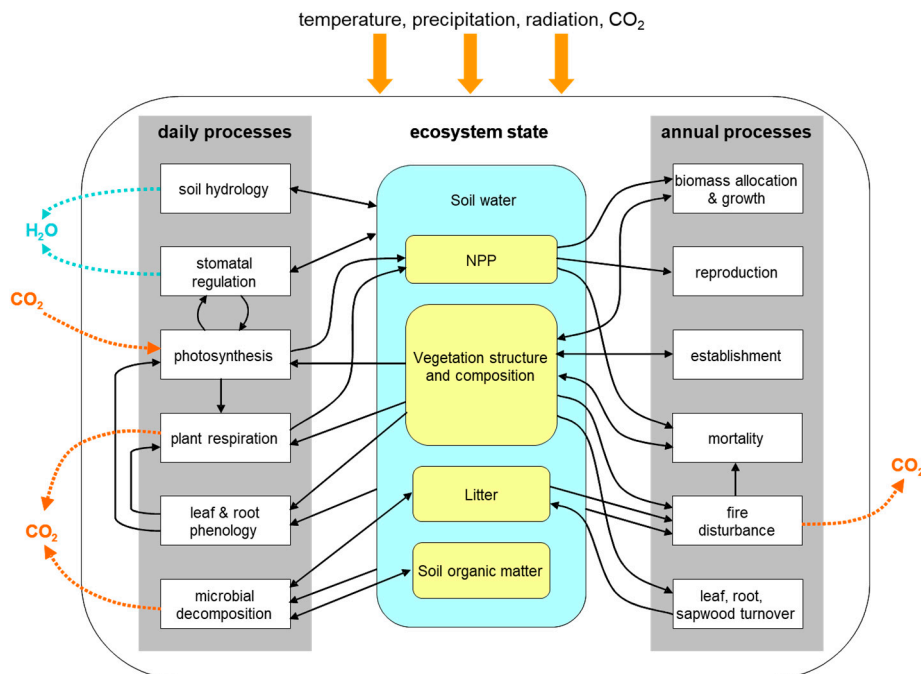 temperature, precipitation, radiation, CO₂
daily processes
ecosystem state
annual processes
soil hydrology
Soil water
biomass allocation
& growth
H₂O
stomatal
regulation
NPP
reproduction
CO₂
photosynthesis
Vegetation structure
and composition
establishment
plant respiration
mortality
CO₂
leaf & root
phenology
Litter
fire
disturbance
CO₂
microbial
decomposition
Soil organic matter
leaf, root,
sapwood turnover